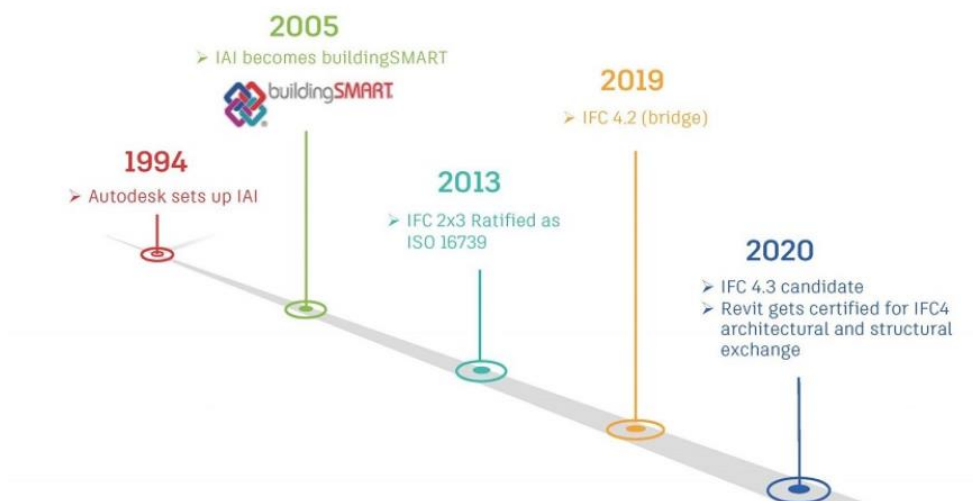 1994
➢ Autodesk sets up IAI
2005
➢ IAI becomes buildingSMART
buildingSMART
®
2013
➢ IFC 2x3 Ratified as
ISO 16739
2019
➢ IFC 4.2 (bridge)
2020
➢ IFC 4.3 candidate
➢ Revit gets certified for IFC4
architectural and structural
exchange